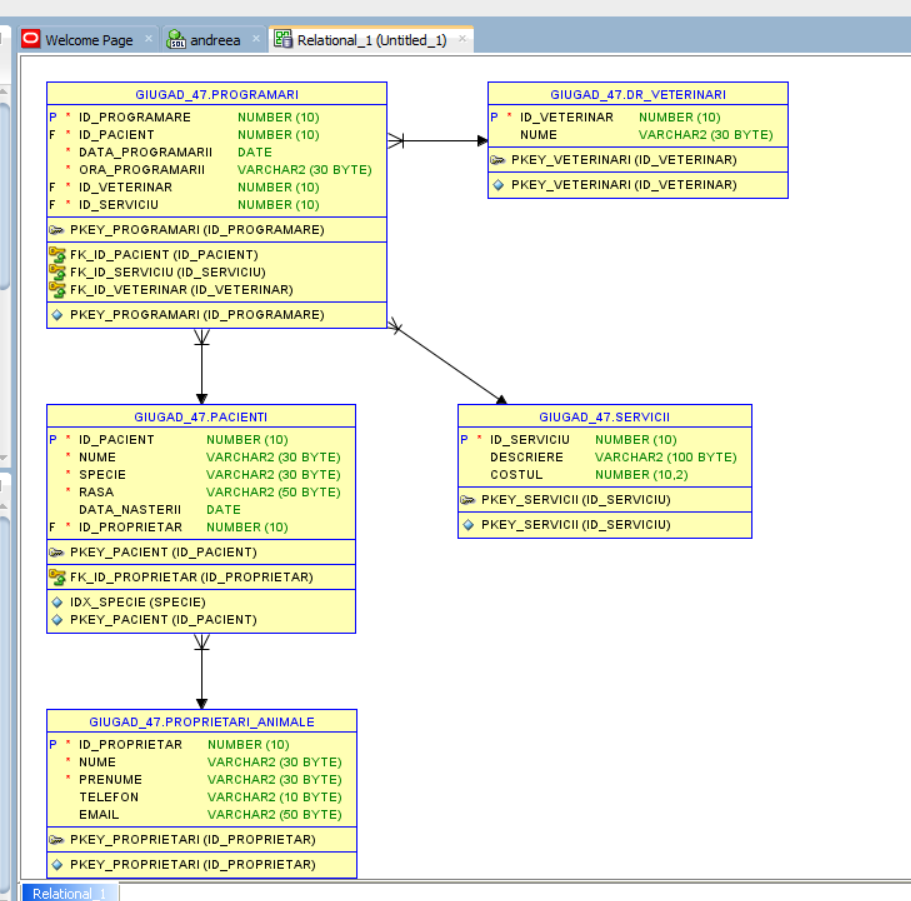 Welcome Page
andreea
Relational_1 (Untitled_1)
GIUGAD_47.PROGRAMARI
P * ID_PROGRAMARE NUMBER (10)
F * ID_PACIENT NUMBER (10)
* DATA_PROGRAMARII DATE
* ORA_PROGRAMARII VARCHAR2 (30 BYTE)
F * ID_VETERINAR NUMBER (10)
F * ID_SERVICIU NUMBER (10)
PKEY_PROGRAMARI (ID_PROGRAMARE)
FK_ID_PACIENT (ID_PACIENT)
FK_ID_SERVICIU (ID_SERVICIU)
FK_ID_VETERINAR (ID_VETERINAR)
PKEY_PROGRAMARI (ID_PROGRAMARE)
GIUGAD_47.DR_VETERINARI
P * ID_VETERINAR NUMBER (10)
NUME VARCHAR2 (30 BYTE)
PKEY_VETERINARI (ID_VETERINAR)
PKEY_VETERINARI (ID_VETERINAR)
GIUGAD_47.PACIENTI
P * ID_PACIENT NUMBER (10)
* NUME VARCHAR2 (30 BYTE)
* SPECIE VARCHAR2 (30 BYTE)
* RASA VARCHAR2 (50 BYTE)
DATA_NASTERII DATE
F * ID_PROPRIETAR NUMBER (10)
PKEY_PACIENT (ID_PACIENT)
FK_ID_PROPRIETAR (ID_PROPRIETAR)
IDX_SPECIE (SPECIE)
PKEY_PACIENT (ID_PACIENT)
GIUGAD_47.SERVICII
P * ID_SERVICIU NUMBER (10)
DESCRIERE VARCHAR2 (100 BYTE)
COSTUL NUMBER (10,2)
PKEY_SERVICII (ID_SERVICIU)
PKEY_SERVICII (ID_SERVICIU)
GIUGAD_47.PROPRIETARI_ANIMALE
P * ID_PROPRIETAR NUMBER (10)
* NUME VARCHAR2 (30 BYTE)
* PRENUME VARCHAR2 (30 BYTE)
TELEFON VARCHAR2 (10 BYTE)
EMAIL VARCHAR2 (50 BYTE)
PKEY_PROPRIETARI (ID_PROPRIETAR)
PKEY_PROPRIETARI (ID_PROPRIETAR)
Relational_1